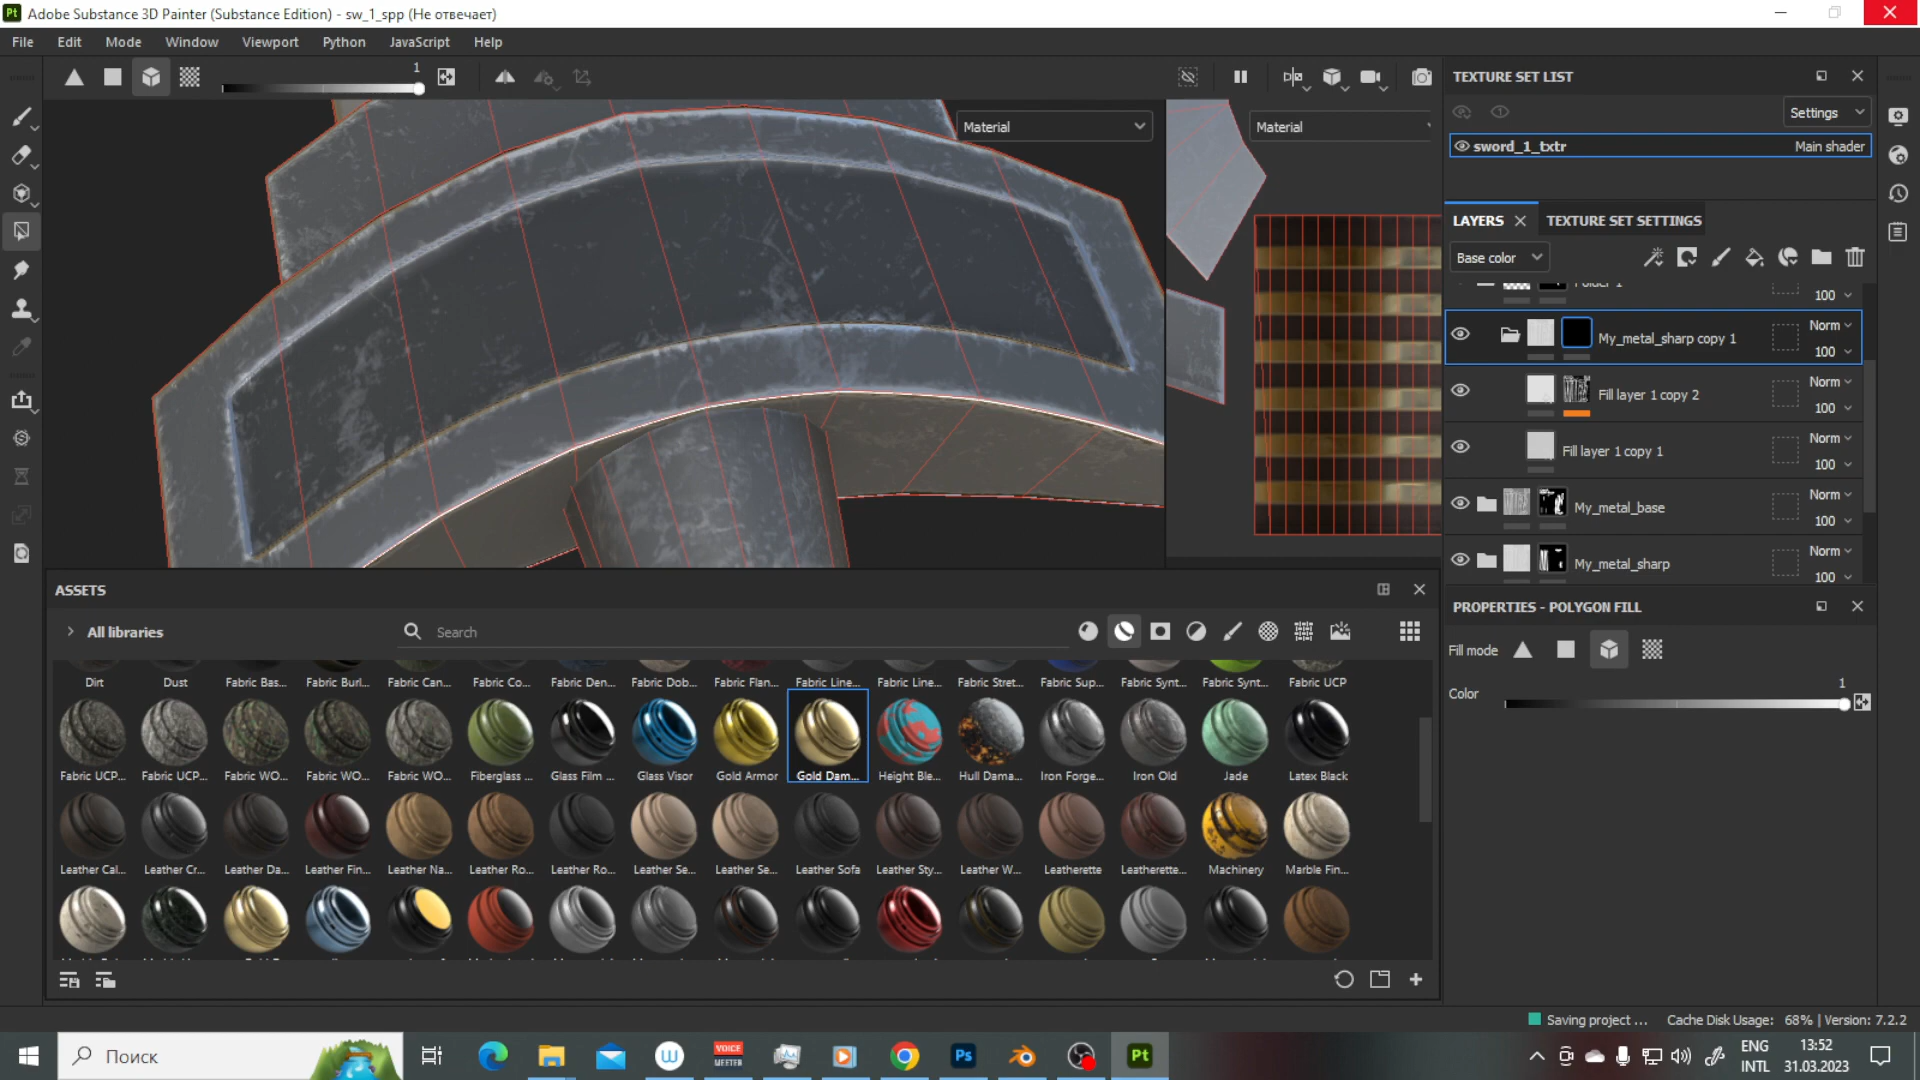 Pt Adobe Substance 3D Painter (Substance Edition) - sw_1_spp (Не отвечает)
File Edit Mode Window Viewport Python JavaScript Help
1
Material
Material
TEXTURE SET LIST
Settings
sword_1_txtr Main shader
LAYERS TEXTURE SET SETTINGS
Base color
100
My_metal_sharp copy 1 Norm
100
Fill layer 1 copy 2 Norm
100
Fill layer 1 copy 1 Norm
100
My_metal_base Norm
100
My_metal_sharp Norm
100
PROPERTIES - POLYGON FILL
Fill mode
Color 1
ASSETS
All libraries Search
Dirt Dust Fabric Bas... Fabric Burl... Fabric Can... Fabric Co... Fabric Den... Fabric Dob... Fabric Flan... Fabric Line... Fabric Line... Fabric Stret... Fabric Sup... Fabric Synt... Fabric Synt... Fabric UCP
Fabric UCP... Fabric UCP... Fabric WO... Fabric WO... Fabric WO... Fiberglass ... Glass Film ... Glass Visor Gold Armor Gold Dam... Height Ble... Hull Dama... Iron Forge... Iron Old Jade Latex Black
Leather Cal... Leather Cr... Leather Da... Leather Fin... Leather Na... Leather Ro... Leather Ro... Leather Se... Leather Se... Leather Sofa Leather Sty... Leather W... Leatherette Leatherette... Machinery Marble Fin...
Saving project ... Cache Disk Usage: 68% | Version: 7.2.2
Поиск
VOICE
MEETER
Ps
Pt
ENG
INTL
13:52
31.03.2023